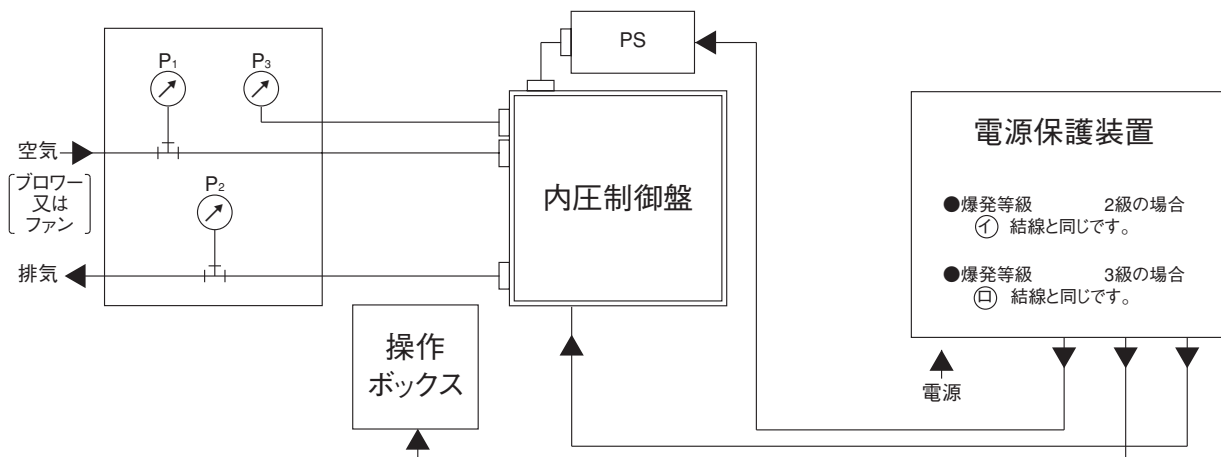 PS
P1
P3
空気
ブロワー
又は
ファン
P2
排気
内圧制御盤
操作
ボックス
電源保護装置
●爆発等級 2級の場合
㋑ 結線と同じです。
●爆発等級 3級の場合
㋺ 結線と同じです。
電源